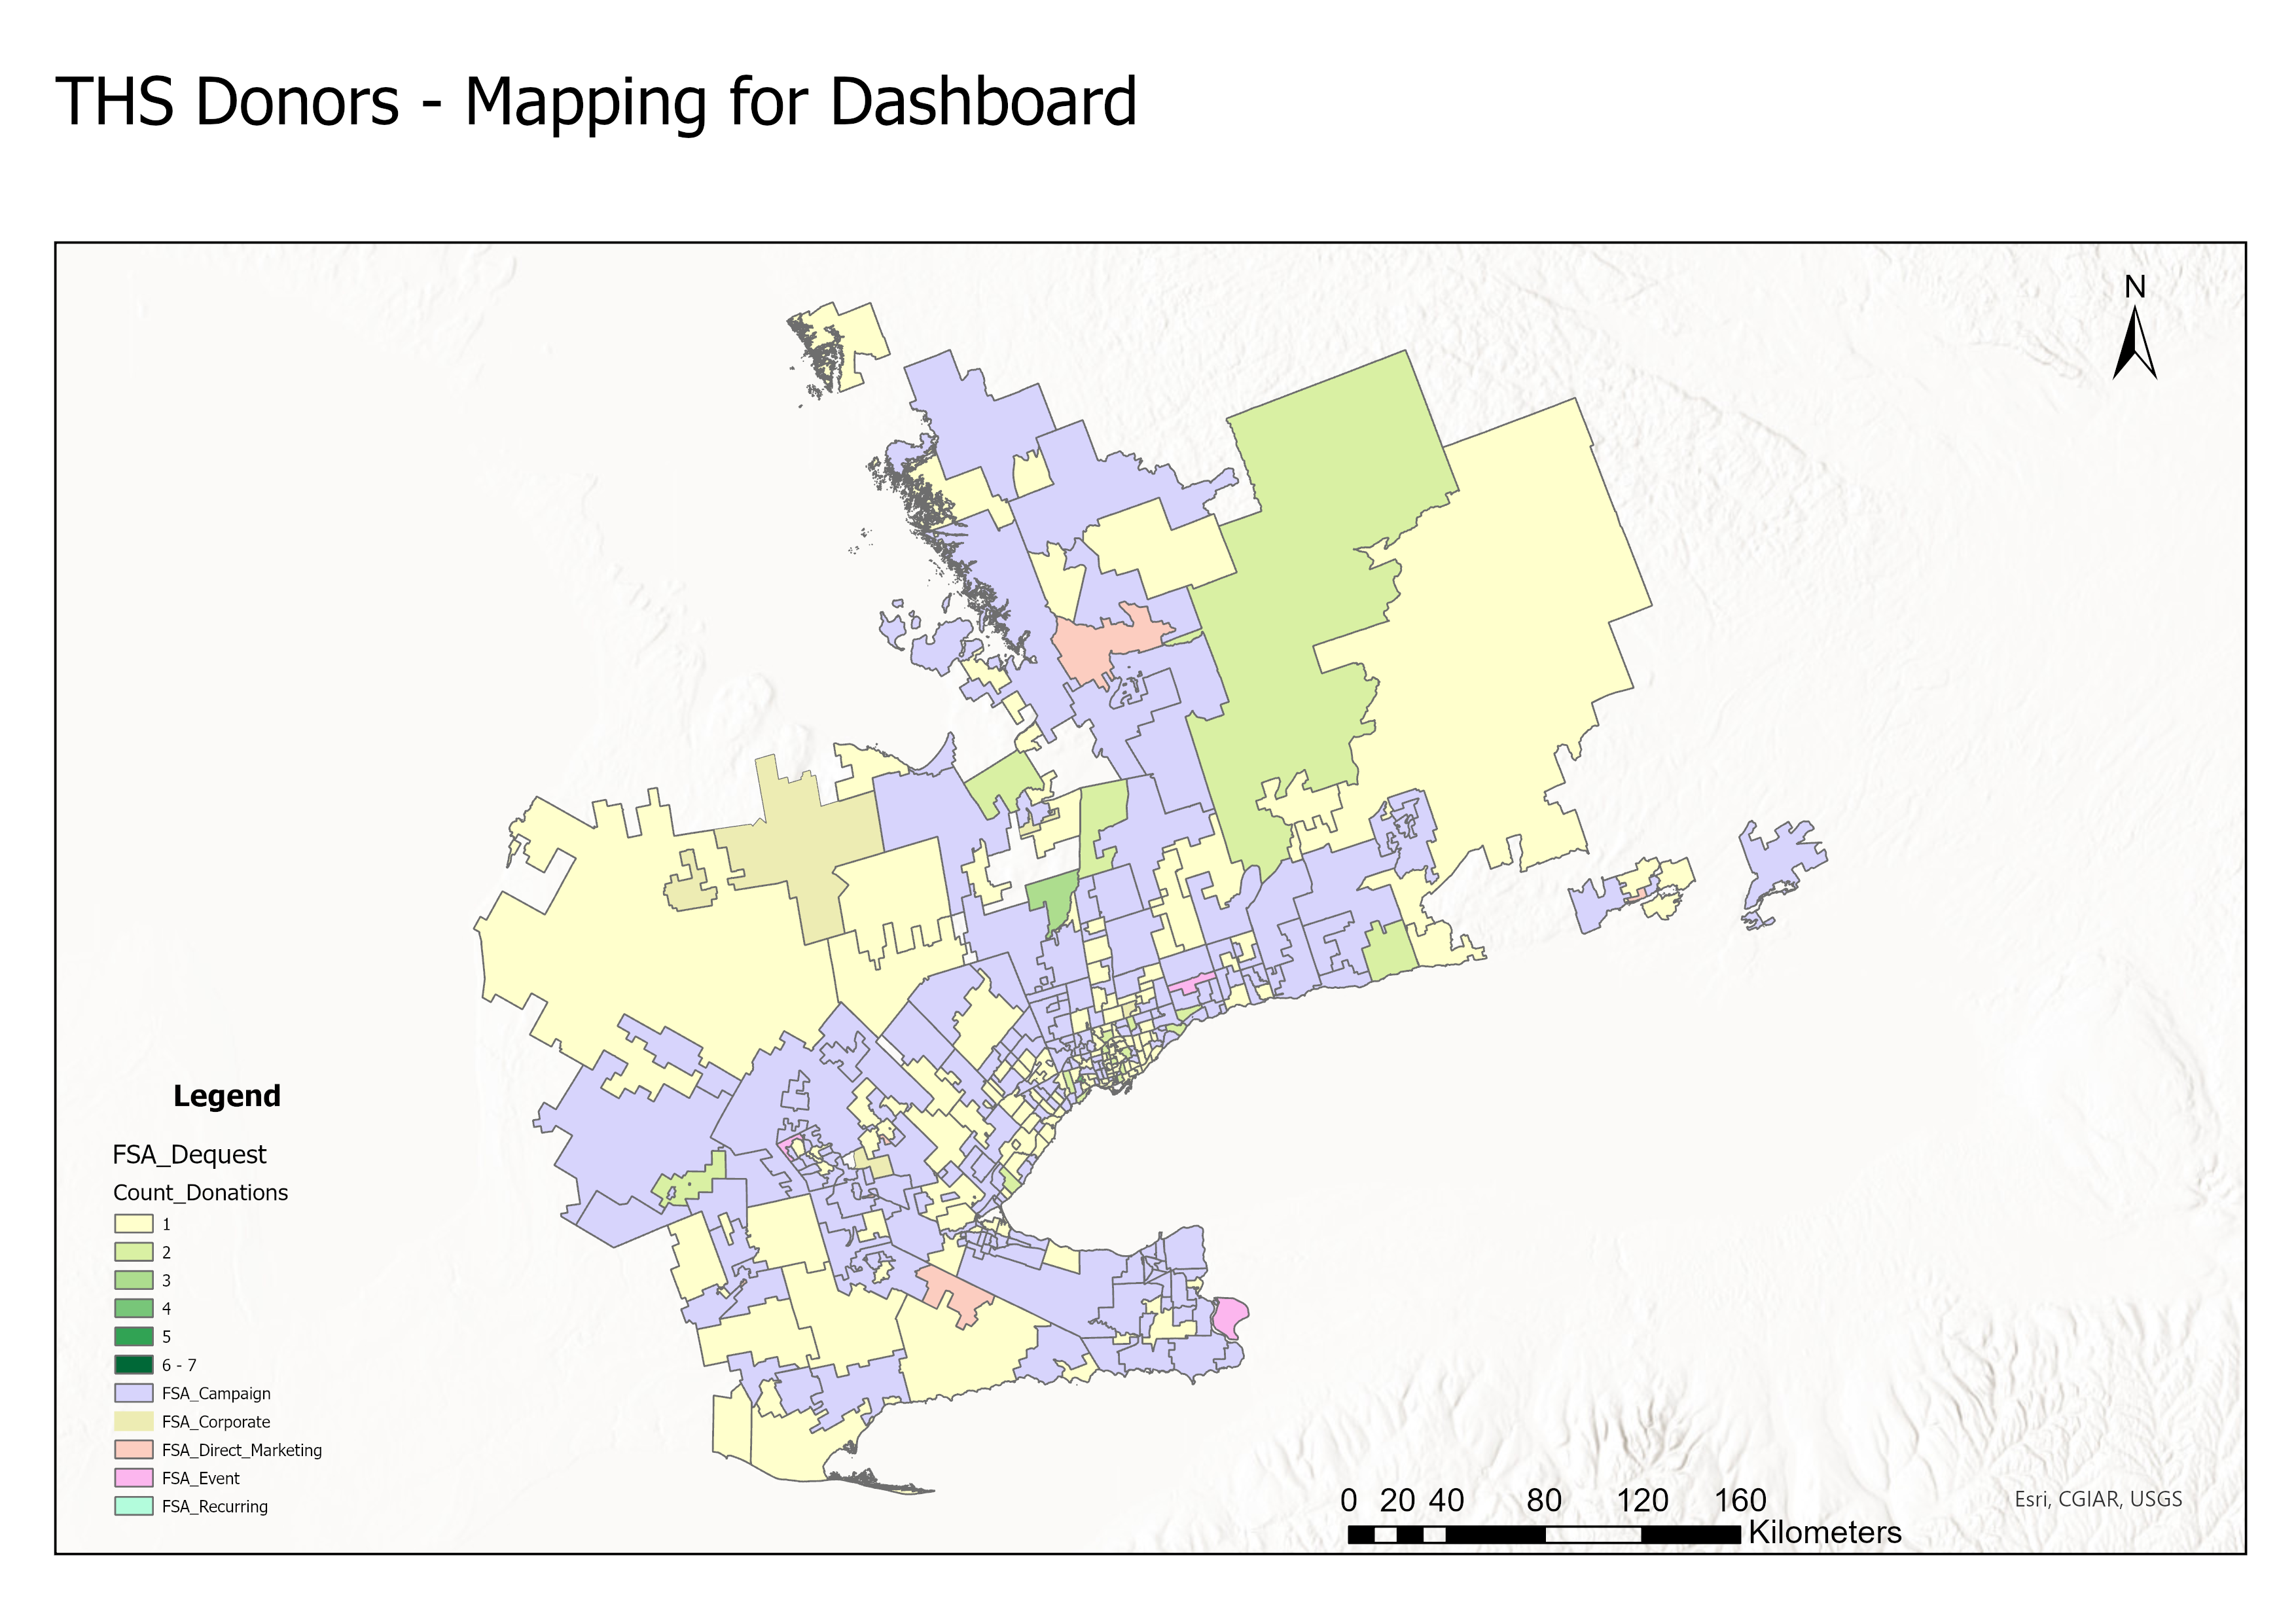 THS Donors - Mapping for Dashboard
N
Legend
FSA_Dequest
Count_Donations
1
2
3
4
5
6 - 7
FSA_Campaign
FSA_Corporate
FSA_Direct_Marketing
FSA_Event
FSA_Recurring
0 20 40 80 120 160
Kilometers
Esri, CGIAR, USGS